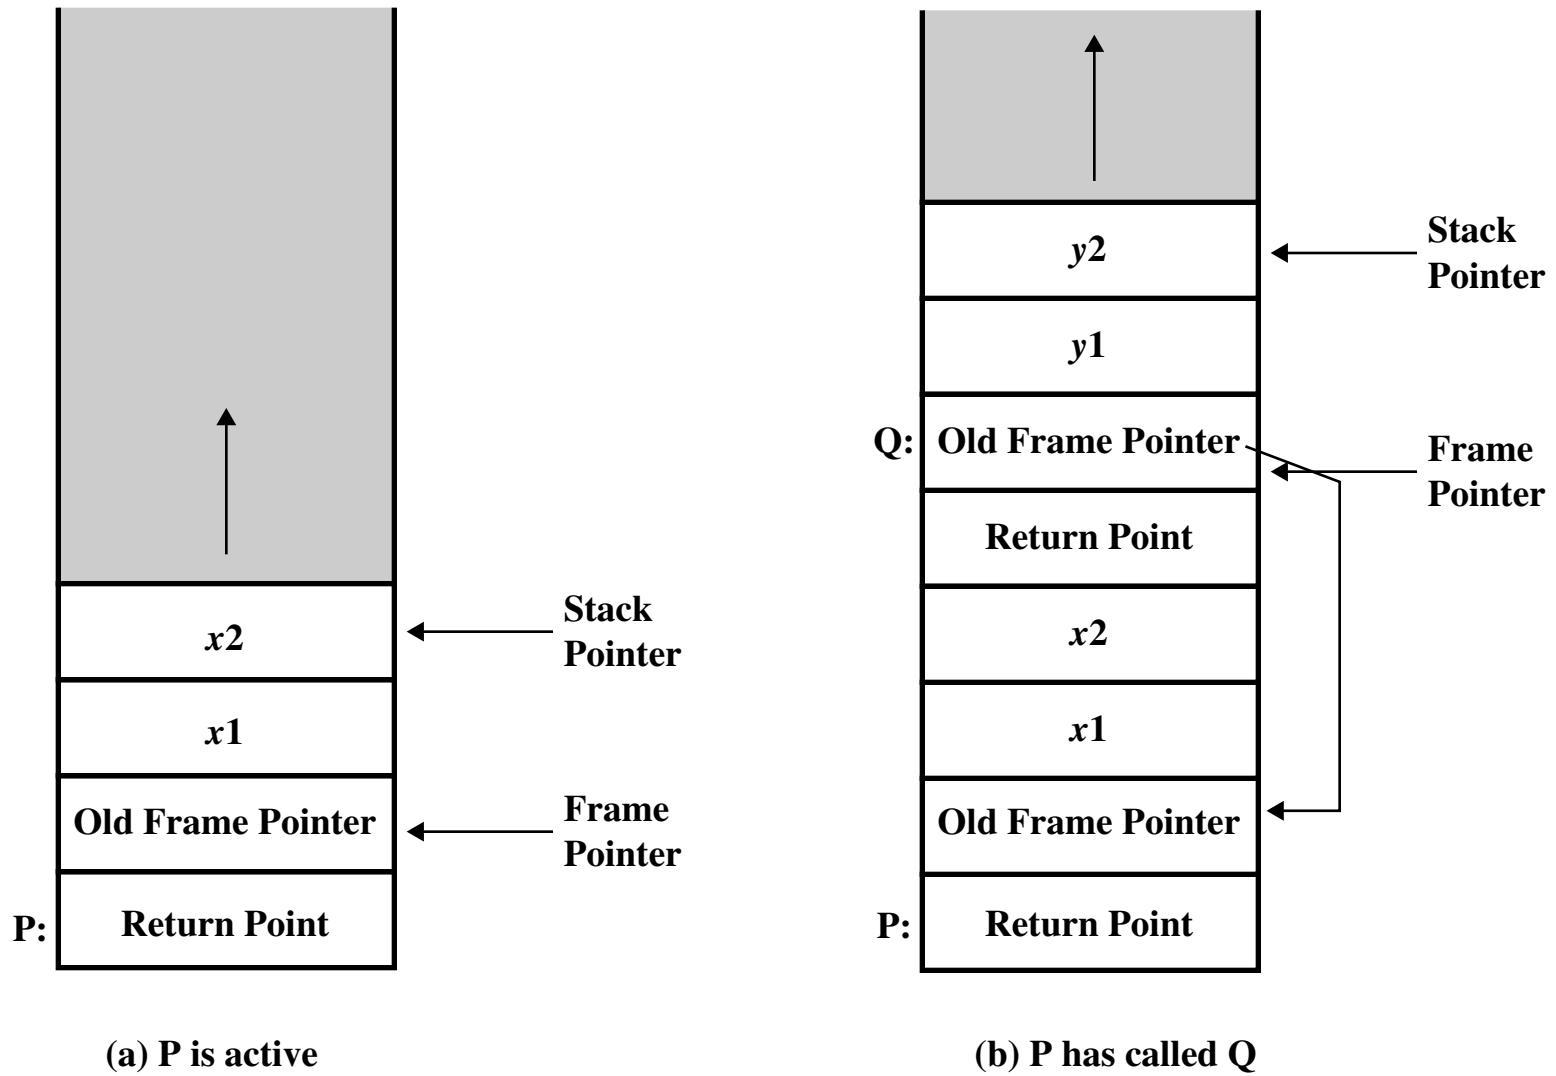 x2
Stack
Pointer
x1
Old Frame Pointer
Frame
Pointer
P:
Return Point
(a) P is active
y2
Stack
Pointer
y1
Q:
Old Frame Pointer
Frame
Pointer
Return Point
x2
x1
Old Frame Pointer
P:
Return Point
(b) P has called Q